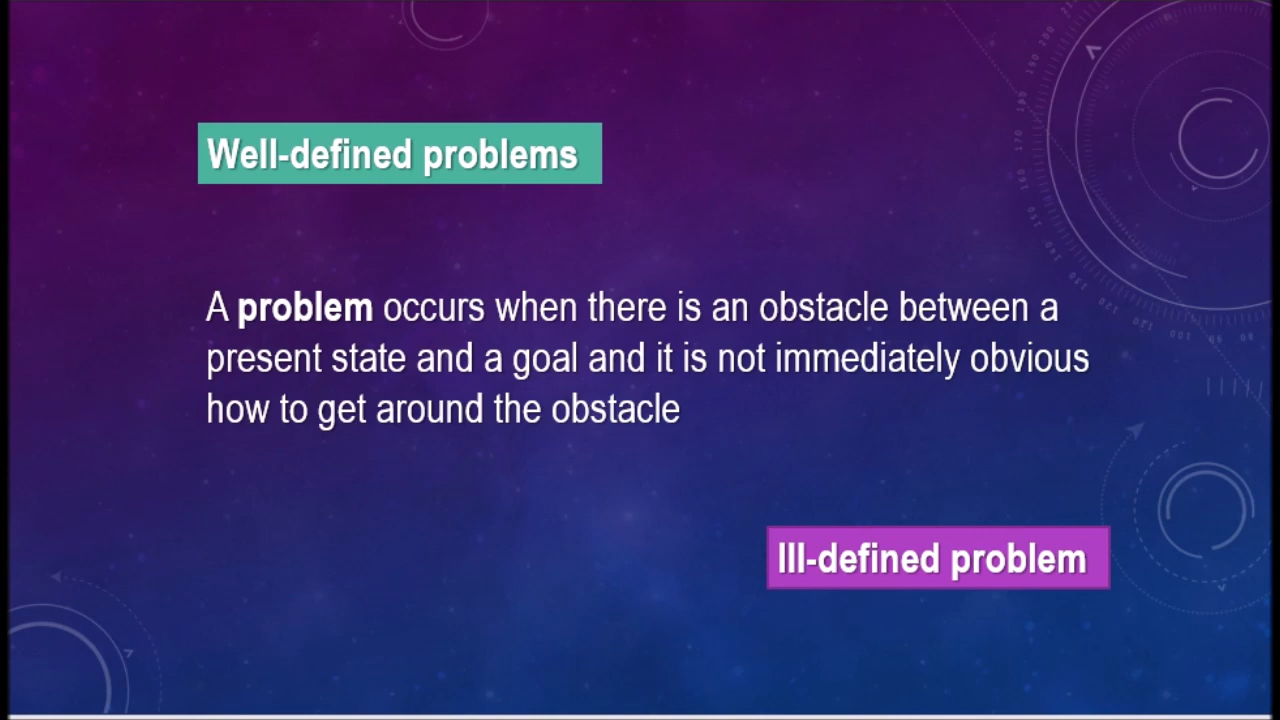 Well-defined problems
A problem occurs when there is an obstacle between a
present state and a goal and it is not immediately obvious
how to get around the obstacle
Ill-defined problem